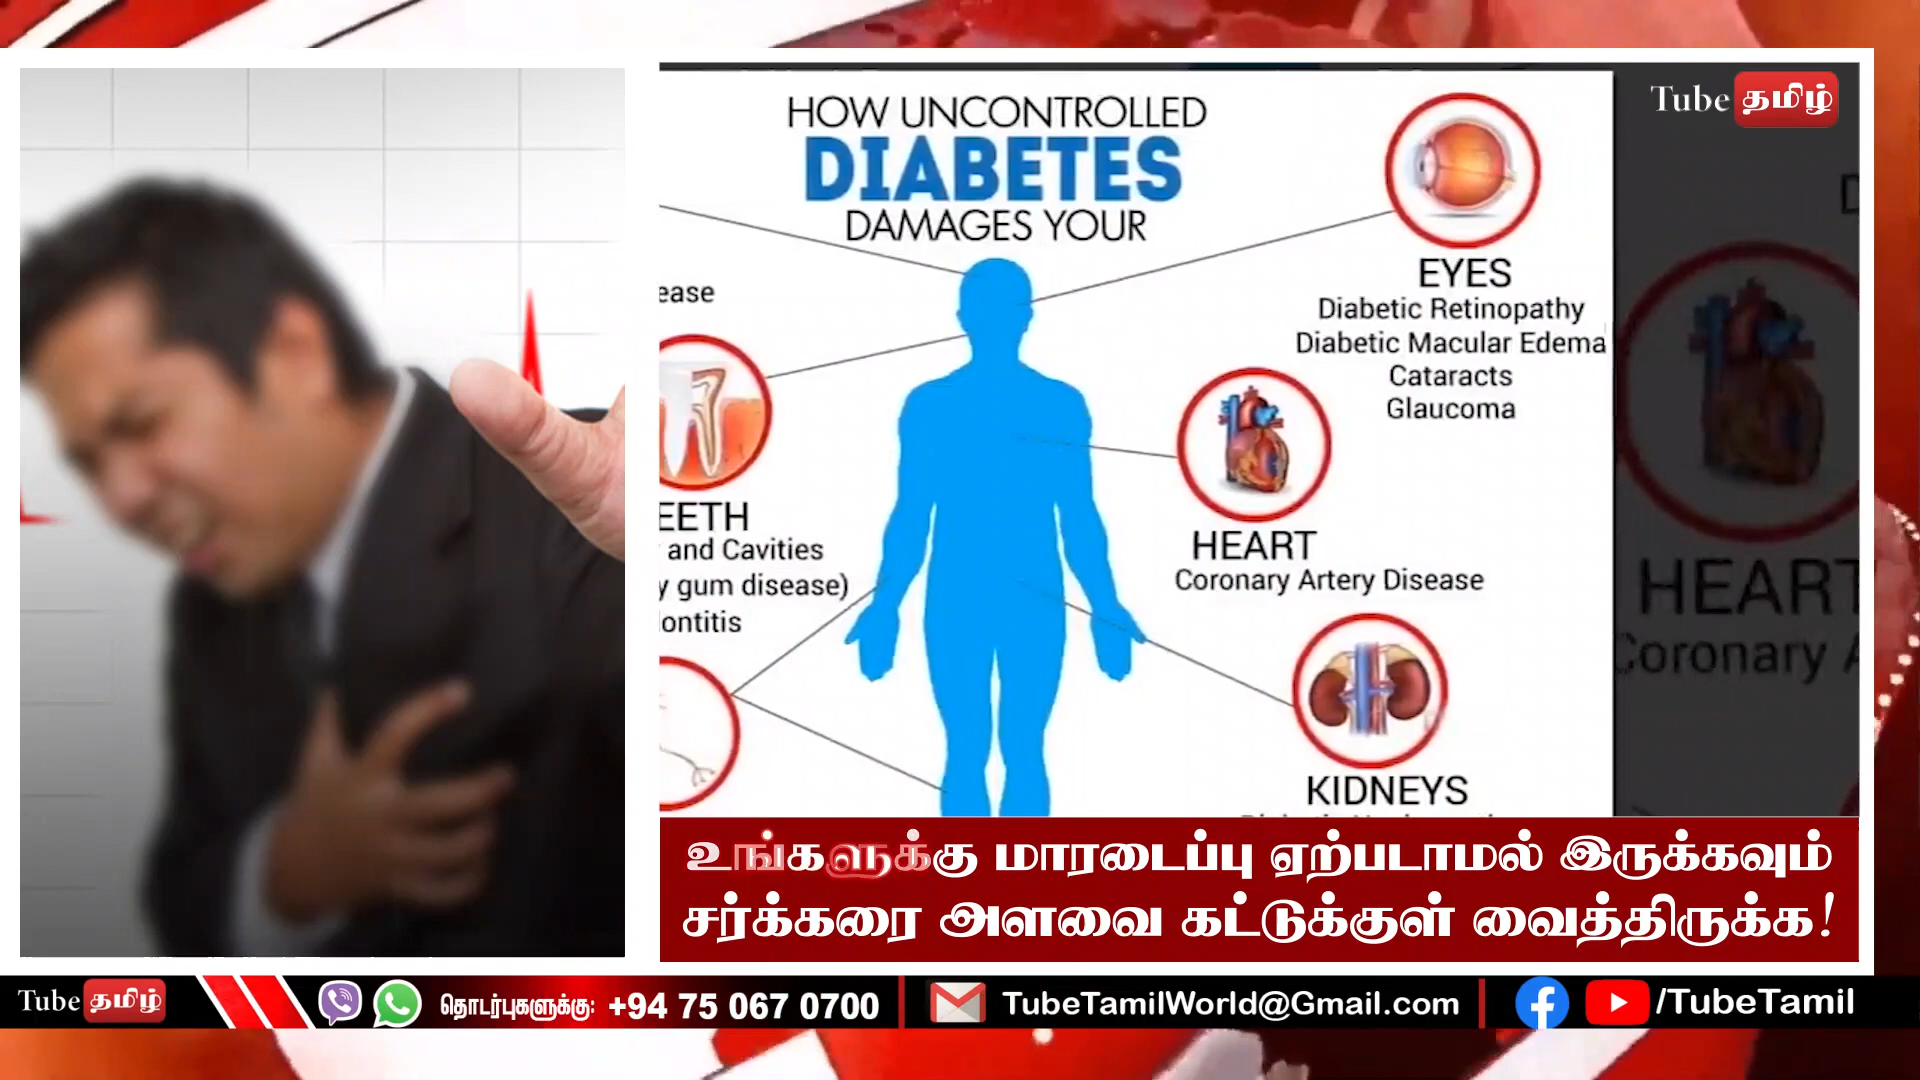 Tube தமிழ்
HOW UNCONTROLLED
DIABETES
DAMAGES YOUR
EYES
Diabetic Retinopathy
Diabetic Macular Edema
Cataracts
Glaucoma
ease
EETH
and Cavities
y gum disease)
ontitis
HEART
Coronary Artery Disease
KIDNEYS
HEART
Coronary A
உங்களுக்கு மாரடைப்பு ஏற்படாமல் இருக்கவும்
சர்க்கரை அளவை கட்டுக்குள் வைத்திருக்க!
Tube தமிழ் தொடர்புகளுக்கு: +94 75 067 0700 TubeTamilWorld@Gmail.com /TubeTamil